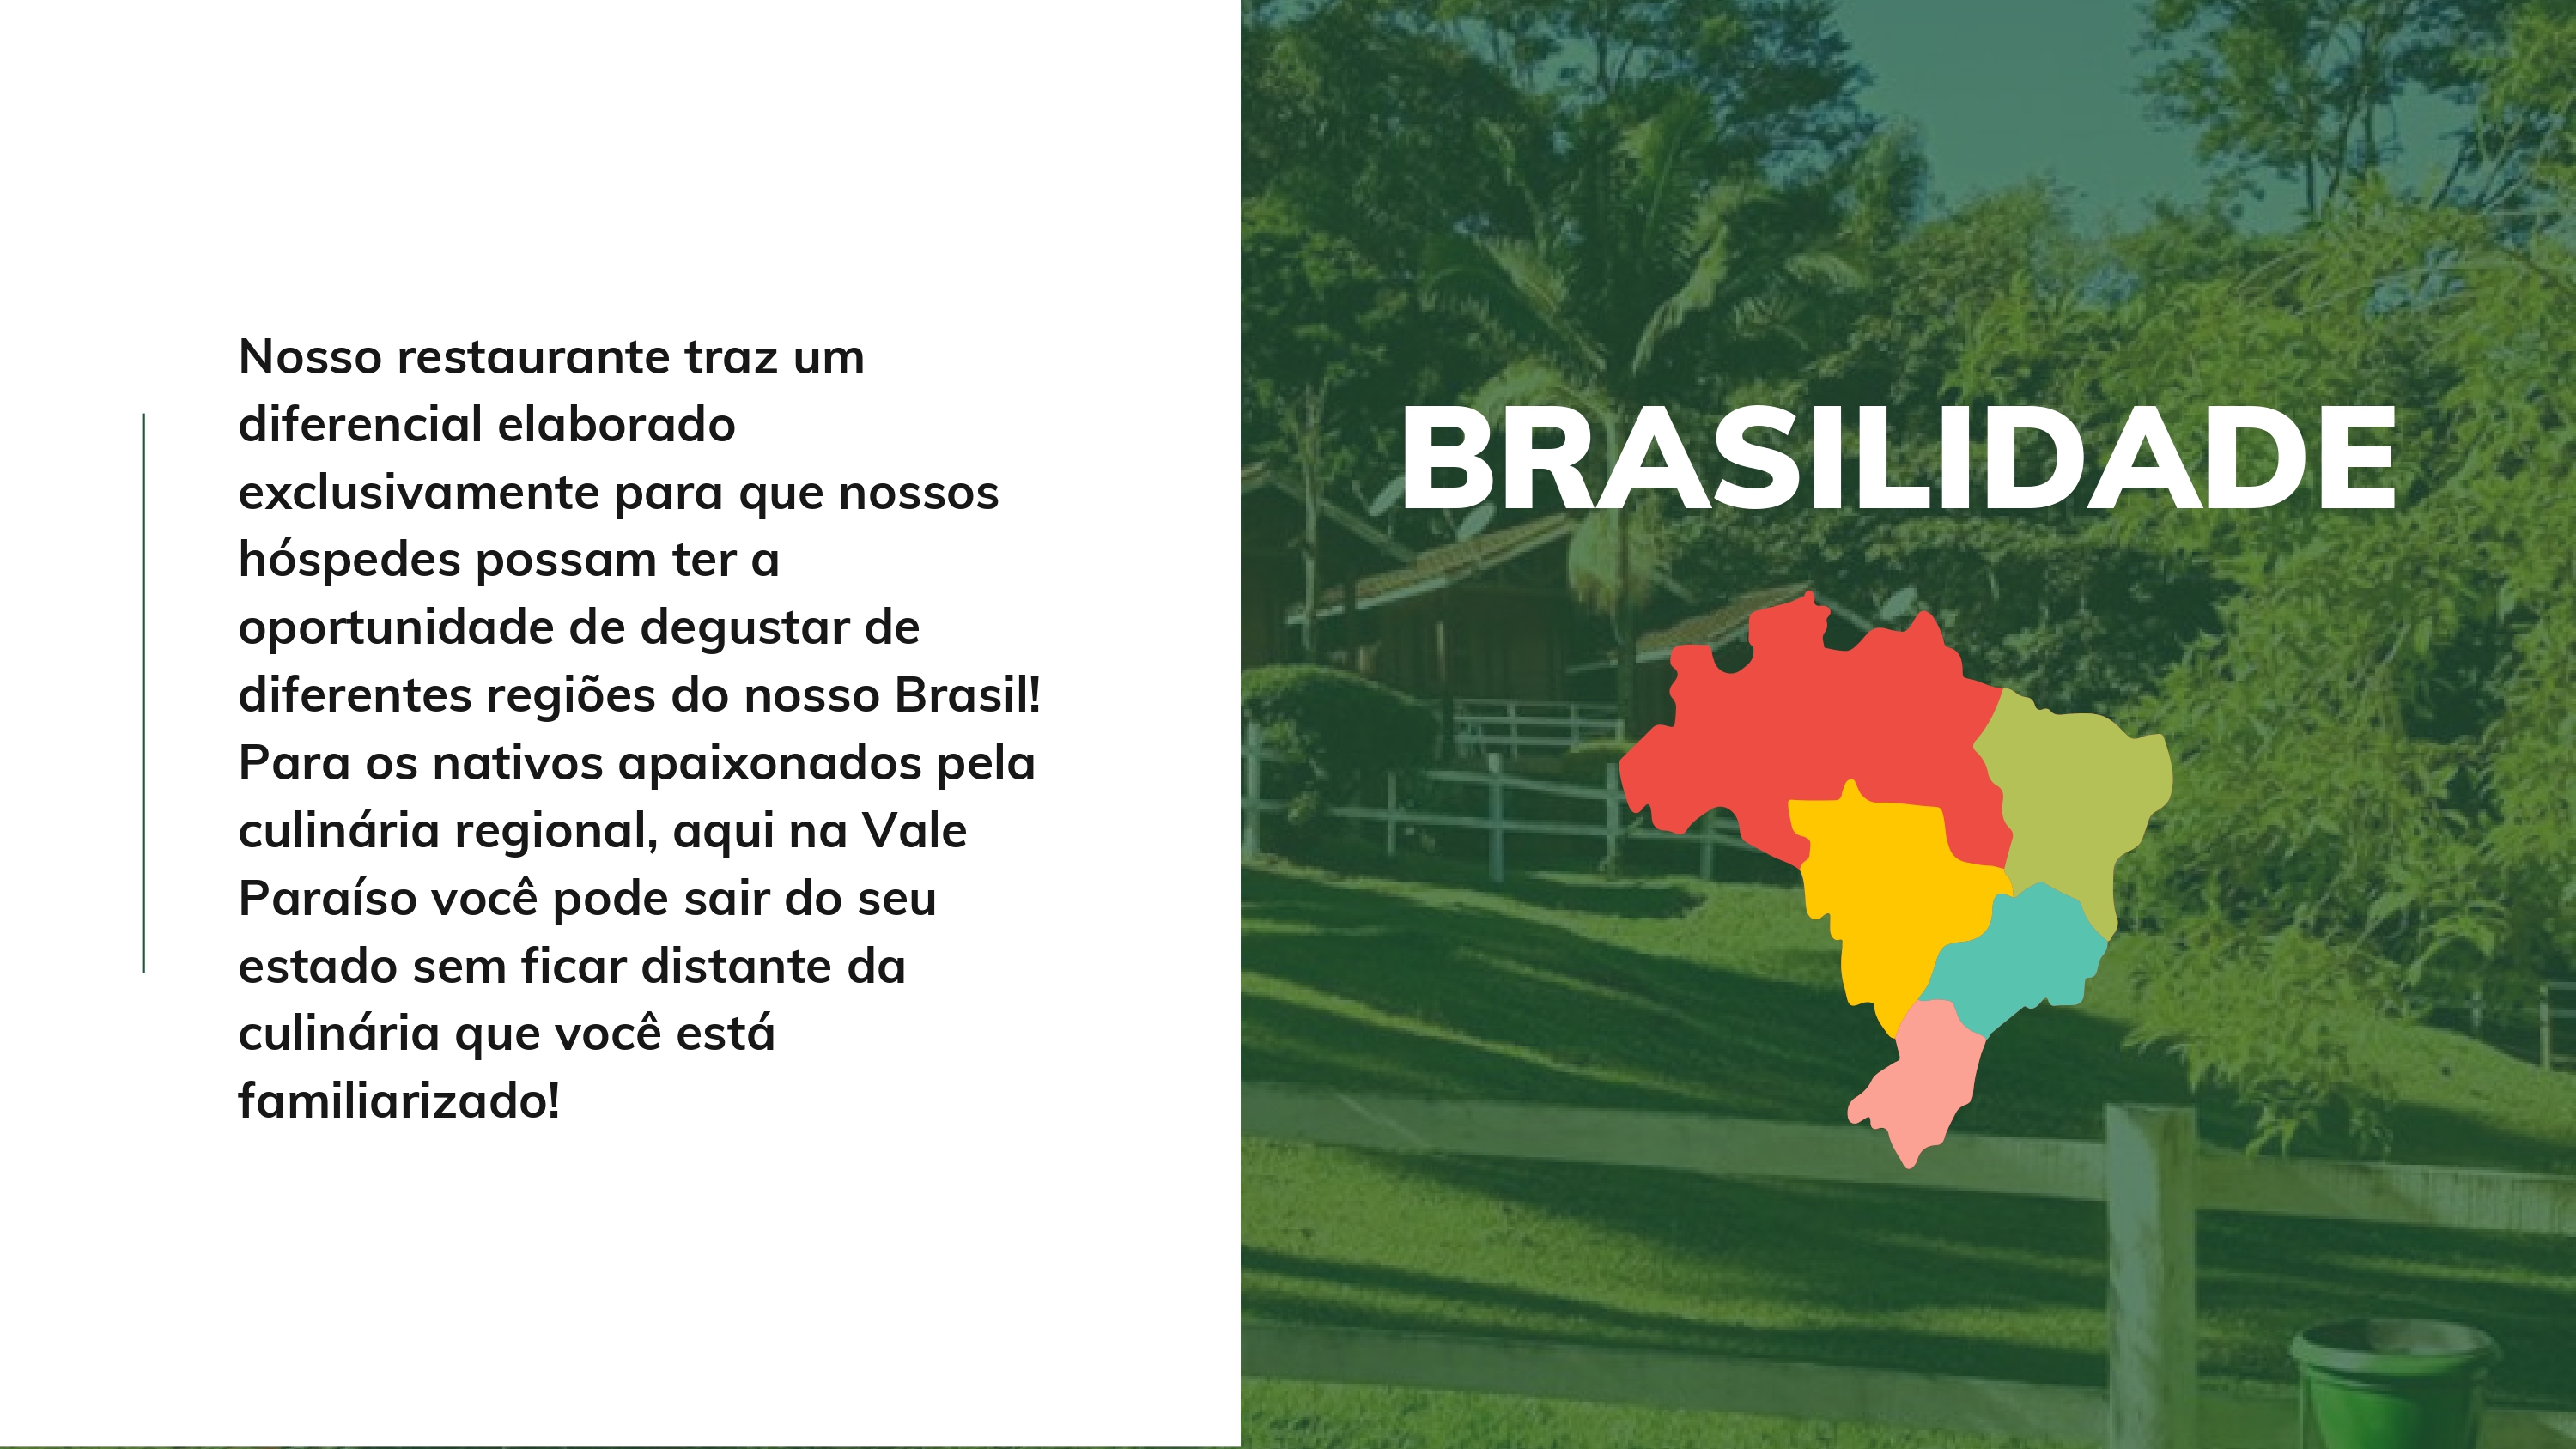 Nosso restaurante traz um
diferencial elaborado
exclusivamente para que nossos
hóspedes possam ter a
oportunidade de degustar de
diferentes regiões do nosso Brasil!
Para os nativos apaixonados pela
culinária regional, aqui na Vale
Paraíso você pode sair do seu
estado sem ficar distante da
culinária que você está
familiarizado!
BRASILIDADE